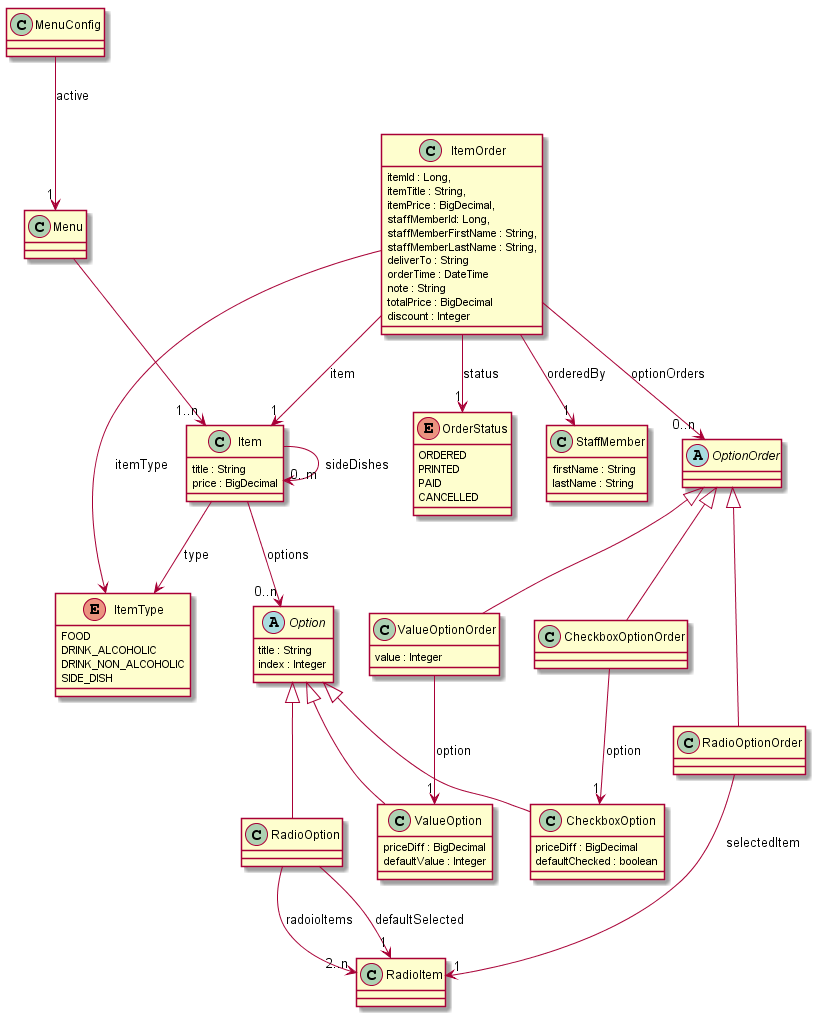 C MenuConfig
active
1
C Menu
C ItemOrder
itemId : Long,
itemTitle : String,
itemPrice : BigDecimal,
staffMemberId: Long,
staffMemberFirstName : String,
staffMemberLastName : String,
deliverTo : String
orderTime : DateTime
note : String
totalPrice : BigDecimal
discount : Integer
item
status
orderedBy
optionOrders
1..n
1
1
1
0..n
C Item
title : String
price : BigDecimal
sideDishes
0..m
itemType
E OrderStatus
ORDERED
PRINTED
PAID
CANCELLED
C StaffMember
firstName : String
lastName : String
A OptionOrder
type
options
0..n
E ItemType
FOOD
DRINK_ALCOHOLIC
DRINK_NON_ALCOHOLIC
SIDE_DISH
A Option
title : String
index : Integer
C ValueOptionOrder
value : Integer
C CheckboxOptionOrder
C RadioOptionOrder
option
1
option
1
C RadioOption
C ValueOption
priceDiff : BigDecimal
defaultValue : Integer
C CheckboxOption
priceDiff : BigDecimal
defaultChecked : boolean
selectedItem
radoioItems
defaultSelected
2..n
1
1
C RadioItem